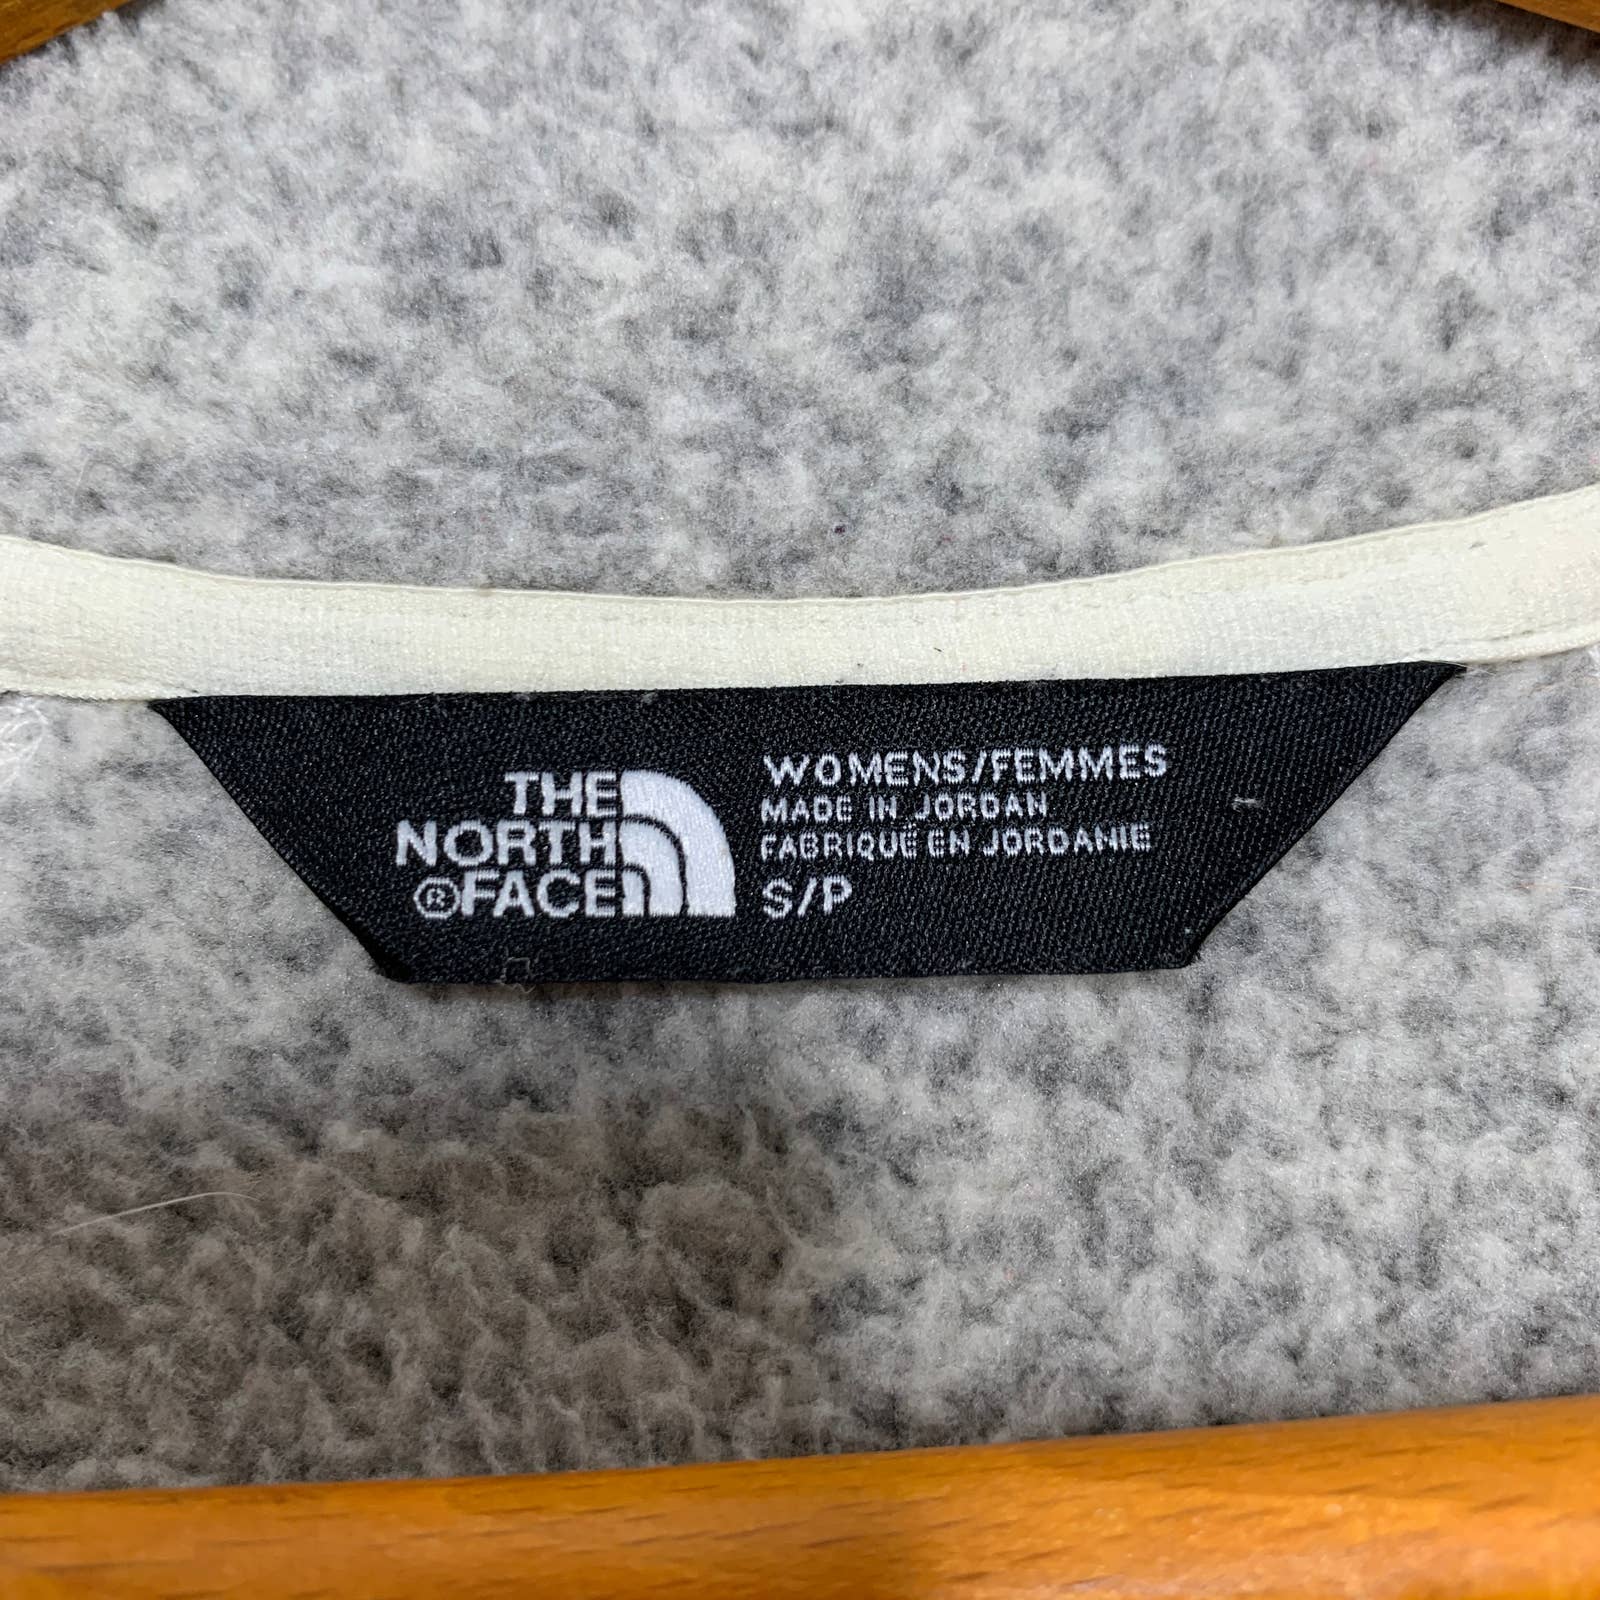 THE
NORTH
®FACE
WOMENS/FEMMES
MADE IN JORDAN
FABRIQUÉ EN JORDANIE
S/P